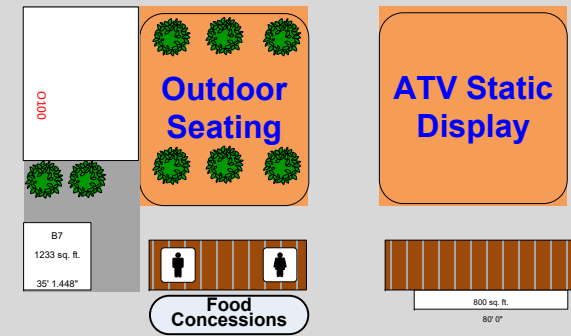 O100
Outdoor
Seating
ATV Static
Display
B7
1233 sq. ft.
35' 1.448"
Food
Concessions
800 sq. ft.
80' 0"